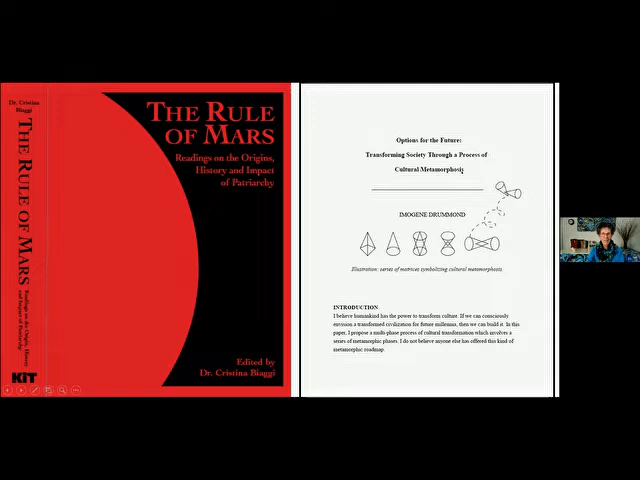 Dr. Cristina
Biaggi
THE RULE OF MARS
Readings on the Origins, History
and Impact of Patriarchy
KIT
THE RULE
OF MARS
Readings on the Origins,
History and Impact
of Patriarchy
Edited by
Dr. Cristina Biaggi
Options for the Future:
Transforming Society Through a Process of
Cultural Metamorphosis
IMOGENE DRUMMOND
Illustration: series of matrices symbolizing cultural metamorphosis
INTRODUCTION
I believe humankind has the power to transform culture. If we can consciously
envision a transformed civilization for future millennia, then we can build it. In this
paper, I propose a multi-phase process of cultural transformation which involves a
series of metamorphic phases. I do not believe anyone else has offered this kind of
metamorphic roadmap.